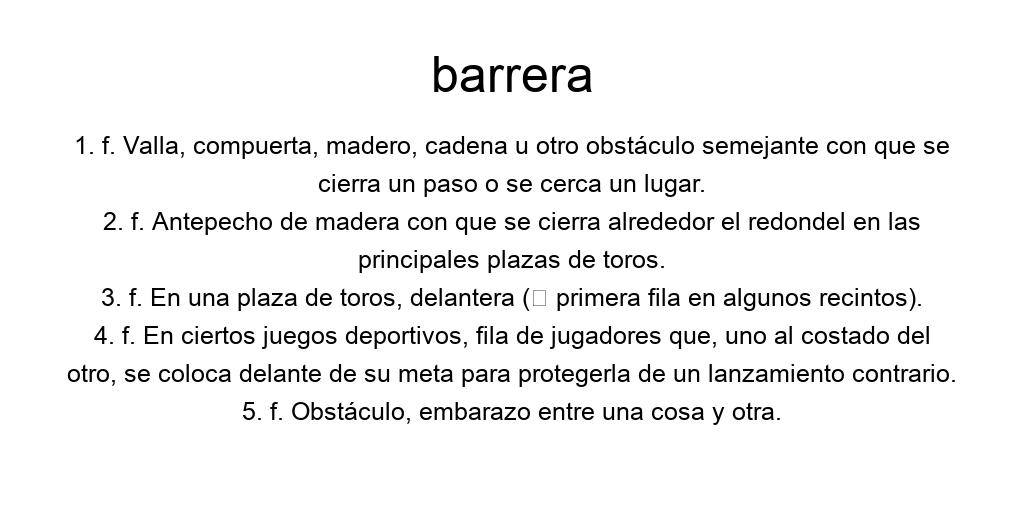 barrera
1. f. Valla, compuerta, madero, cadena u otro obstáculo semejante con que se
cierra un paso o se cerca un lugar.
2. f. Antepecho de madera con que se cierra alrededor el redondel en las
principales plazas de toros.
3. f. En una plaza de toros, delantera (□ primera fila en algunos recintos).
4. f. En ciertos juegos deportivos, fila de jugadores que, uno al costado del
otro, se coloca delante de su meta para protegerla de un lanzamiento contrario.
5. f. Obstáculo, embarazo entre una cosa y otra.